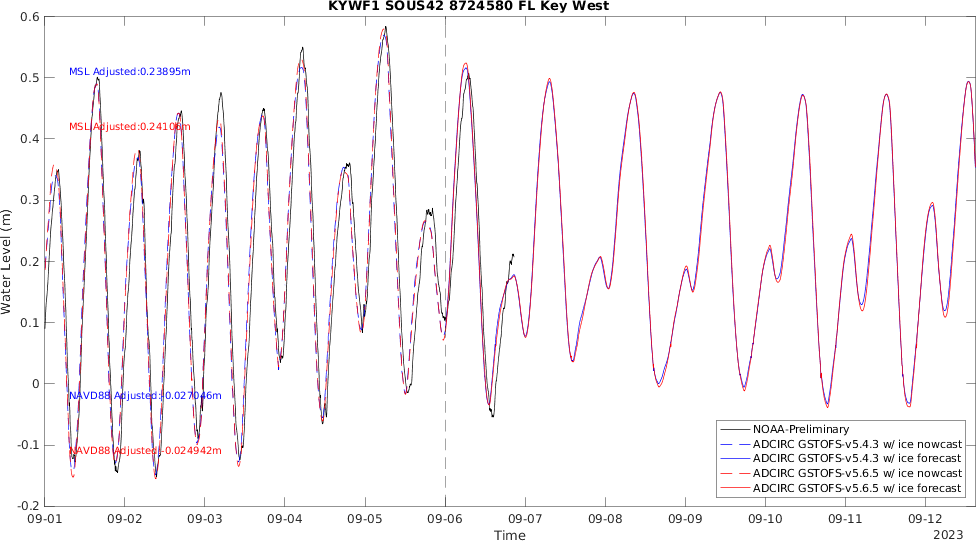 KYWF1 SOUS42 8724580 FL Key West
0.6
0.5
0.4
0.3
0.2
0.1
0
-0.1
-0.2
Water Level (m)
MSL Adjusted:0.23895m
MSL Adjusted:0.24106m
NAVD88 Adjusted:-0.027046m
NAVD88 Adjusted:-0.024942m
NOAA-Preliminary
ADCIRC GSTOFS-v5.4.3 w/ ice nowcast
ADCIRC GSTOFS-v5.4.3 w/ ice forecast
ADCIRC GSTOFS-v5.6.5 w/ ice nowcast
ADCIRC GSTOFS-v5.6.5 w/ ice forecast
09-01 09-02 09-03 09-04 09-05 09-06 09-07 09-08 09-09 09-10 09-11 09-12
Time
2023